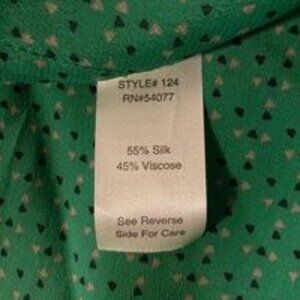 STYLE# 124
RN#54077
55% Silk
45% Viscose
See Reverse
Side For Care